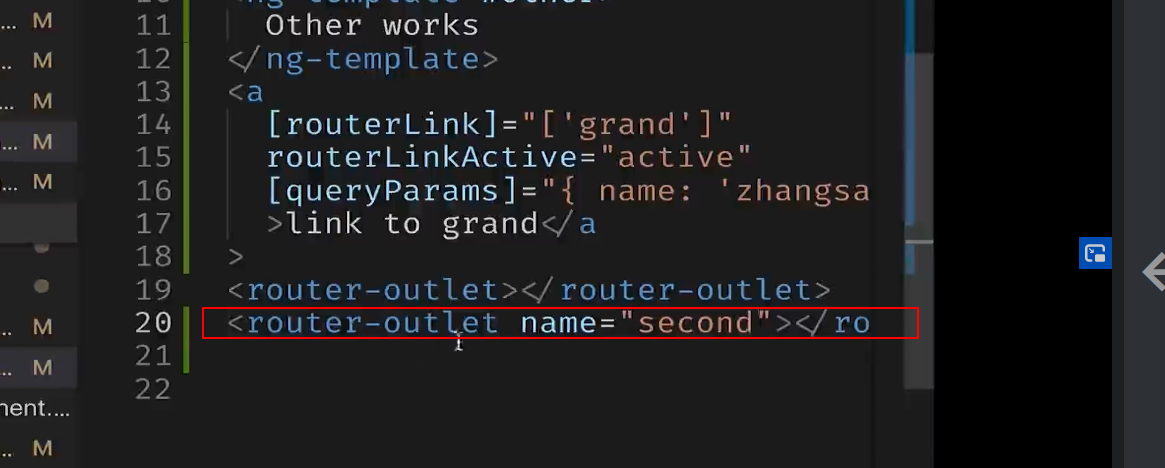 11 Other works
12 </ng-template>
13 <a
14 [routerLink]="['grand']"
15 routerLinkActive="active"
16 [queryParams]="{ name: 'zhangsa
17 >link to grand</a
18 >
19 <router-outlet></router-outlet>
20 <router-outlet name="second"></ro
21
22
M
M
M
M
M
M
M
nent....
M